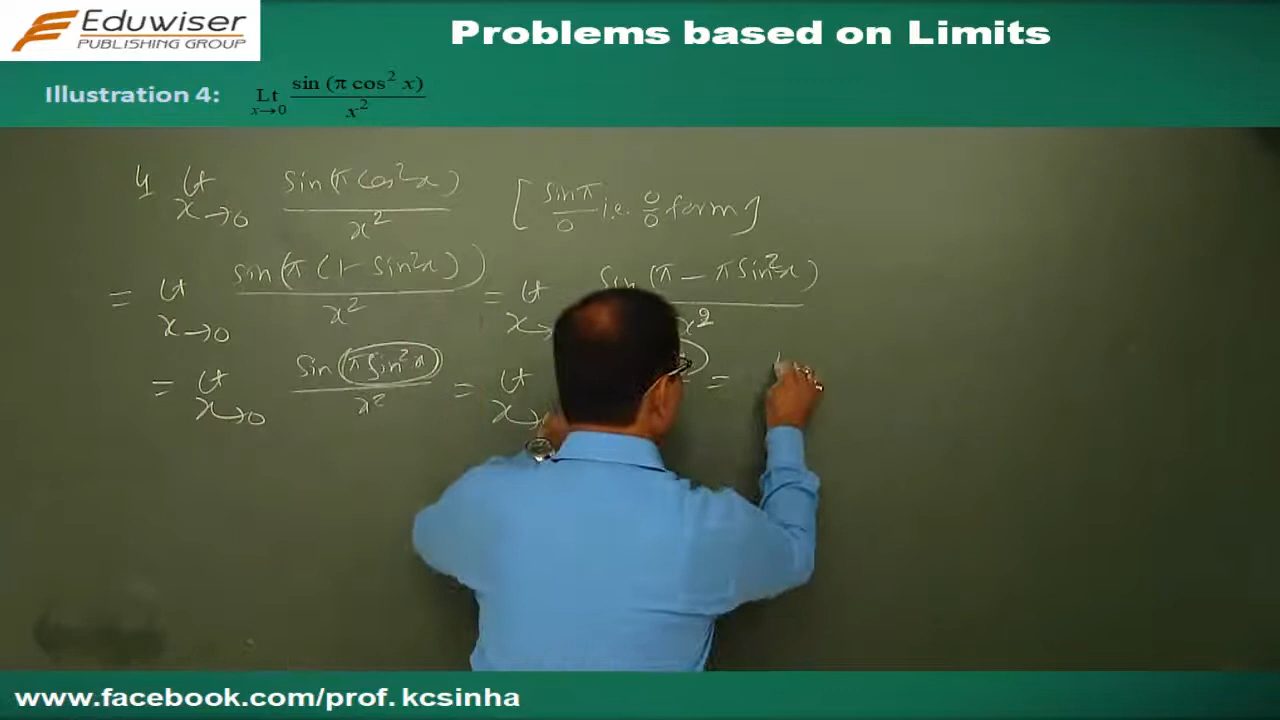 Eduwiser
PUBLISHING GROUP
Problems based on Limits
Illustration 4: Lt x→0 sin (π cos² x) / x²
4 Lt x→0 sin(π cos²x) / x² [sinπ / 0 i.e. 0/0 form]
= Lt x→0 sin(π (1 - sin²x)) / x² = Lt x→ sin (π - π sin²x) / x²
= Lt x→0 sin (π sin²x) / x² = Lt x→ =
www.facebook.com/prof. kcsinha